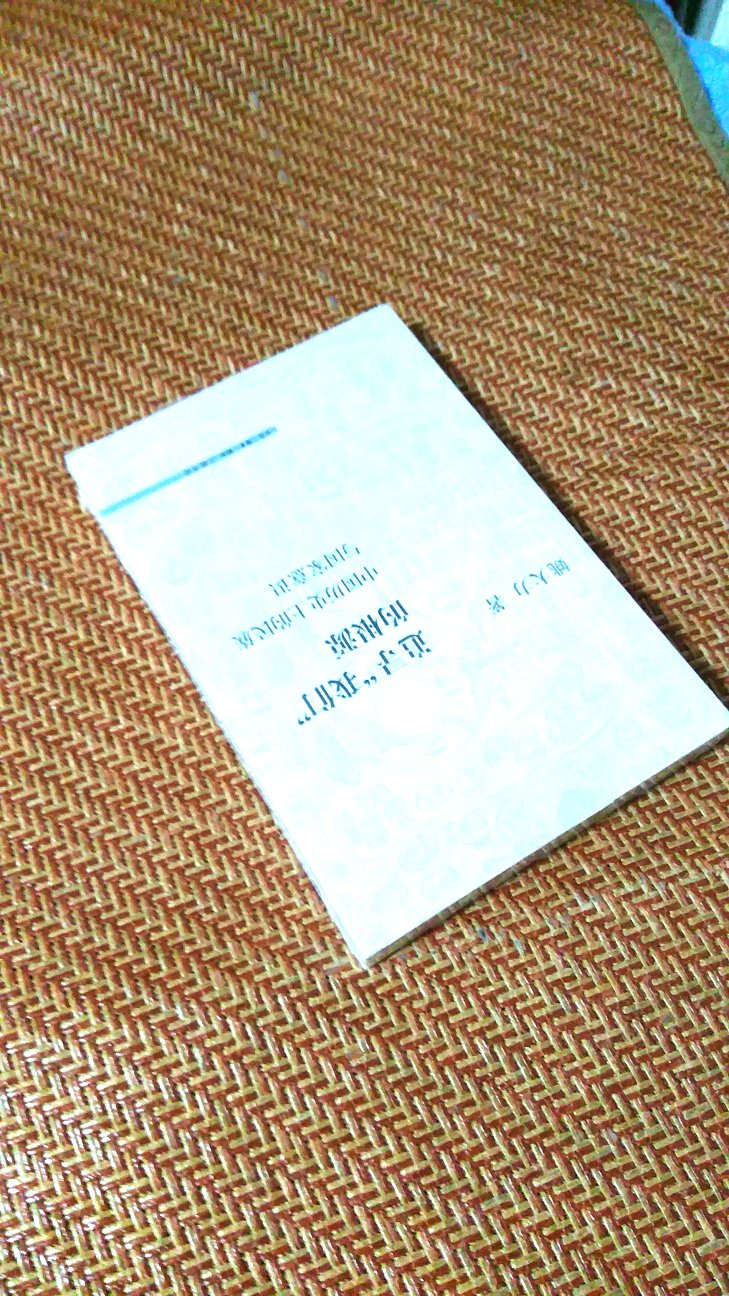 姚大力 著
追寻“我们”
的根源
中国历史上的民族
与国家意识